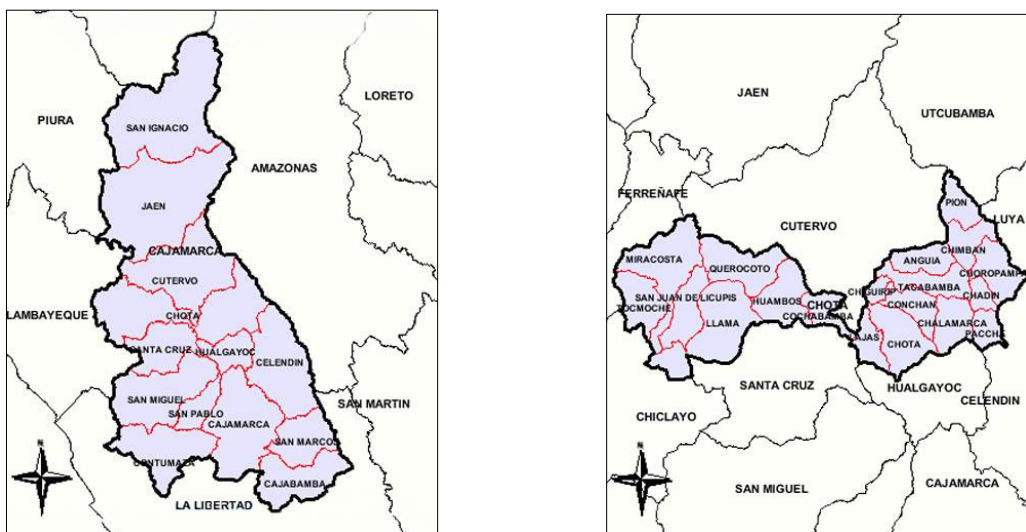 LORETO
PIURA
SAN IGNACIO
AMAZONAS
JAEN
CAJAMARCA
CUTERVO
LAMBAYEQUE
CHOTA
SANTA CRUZ
HUALGAYOC
CELENDIN
SAN MIGUEL
SAN PABLO
SAN MARTIN
CAJAMARCA
SAN MARCOS
CONTUMAZA
CAJABAMBA
LA LIBERTAD
N
JAEN
UTCUBAMBA
FERREÑAFE
PION
LUYA
CUTERVO
CHIMBAN
MIRACOSTA
ANGUIA
QUEROCOTO
CHOROPAMPA
TACABAMBA
CHIGUIRIP
SAN JUAN DE LICUPIS
HUAMBOS
CHOTA
CONCHAN
CHADIN
TOCMOCHE
COCHABAMBA
LLAMA
CHALAMARCA
LAJAS
CHOTA
PACCHA
SANTA CRUZ
HUALGAYOC
CELENDIN
CHICLAYO
N
SAN MIGUEL
CAJAMARCA